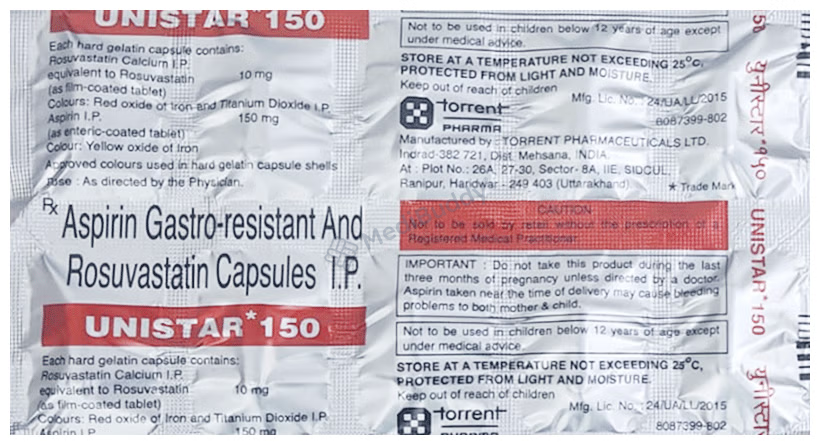 UNISTAR 150
Each hard gelatin capsule contains:
Rosuvastatin Calcium I.P.
equivalent to Rosuvastatin 10 mg
(as film-coated tablet)
Colours: Red oxide of Iron and Titanium Dioxide I.P.
Aspirin I.P. 150 mg
(as enteric-coated tablet)
Colour: Yellow oxide of Iron
Approved colours used in hard gelatin capsule shells
Dose : As directed by the Physician.
Rx Aspirin Gastro-resistant And
Rosuvastatin Capsules I.P.
UNISTAR* 150
Each hard gelatin capsule contains:
Rosuvastatin Calcium I.P.
equivalent to Rosuvastatin 10 mg
(as film-coated tablet)
Colours: Red oxide of Iron and Titanium Dioxide I.P.
Aspirin I.P. 150 mg
Not to be used in children below 12 years of age except
under medical advice.
STORE AT A TEMPERATURE NOT EXCEEDING 25°C,
PROTECTED FROM LIGHT AND MOISTURE.
Keep out of reach of children
Mfg. Lic. No. : 24/UA/LL/2015
torrent
PHARMA
8087399-802
Manufactured by : TORRENT PHARMACEUTICALS LTD.
Indrad-382 721, Dist. Mehsana, INDIA.
At : Plot No.: 26A, 27-30, Sector- 8A, IIE, SIDCUL,
Ranipur, Haridwar - 249 403 (Uttarakhand).
* Trade Mark
CAUTION
Not to be sold by retail without the prescription of a
Registered Medical Practitioner.
IMPORTANT : Do not take this product during the last
three months of pregnancy unless directed by a doctor.
Aspirin taken near the time of delivery may cause bleeding
problems to both mother & child.
Not to be used in children below 12 years of age except
under medical advice.
STORE AT A TEMPERATURE NOT EXCEEDING 25°C,
PROTECTED FROM LIGHT AND MOISTURE.
Keep out of reach of children
Mfg. Lic. No. : 24/UA/LL/2015
torrent
8087399-802
50
यूनीस्टार* १५०
UNISTAR* 150
यूनीस्टा